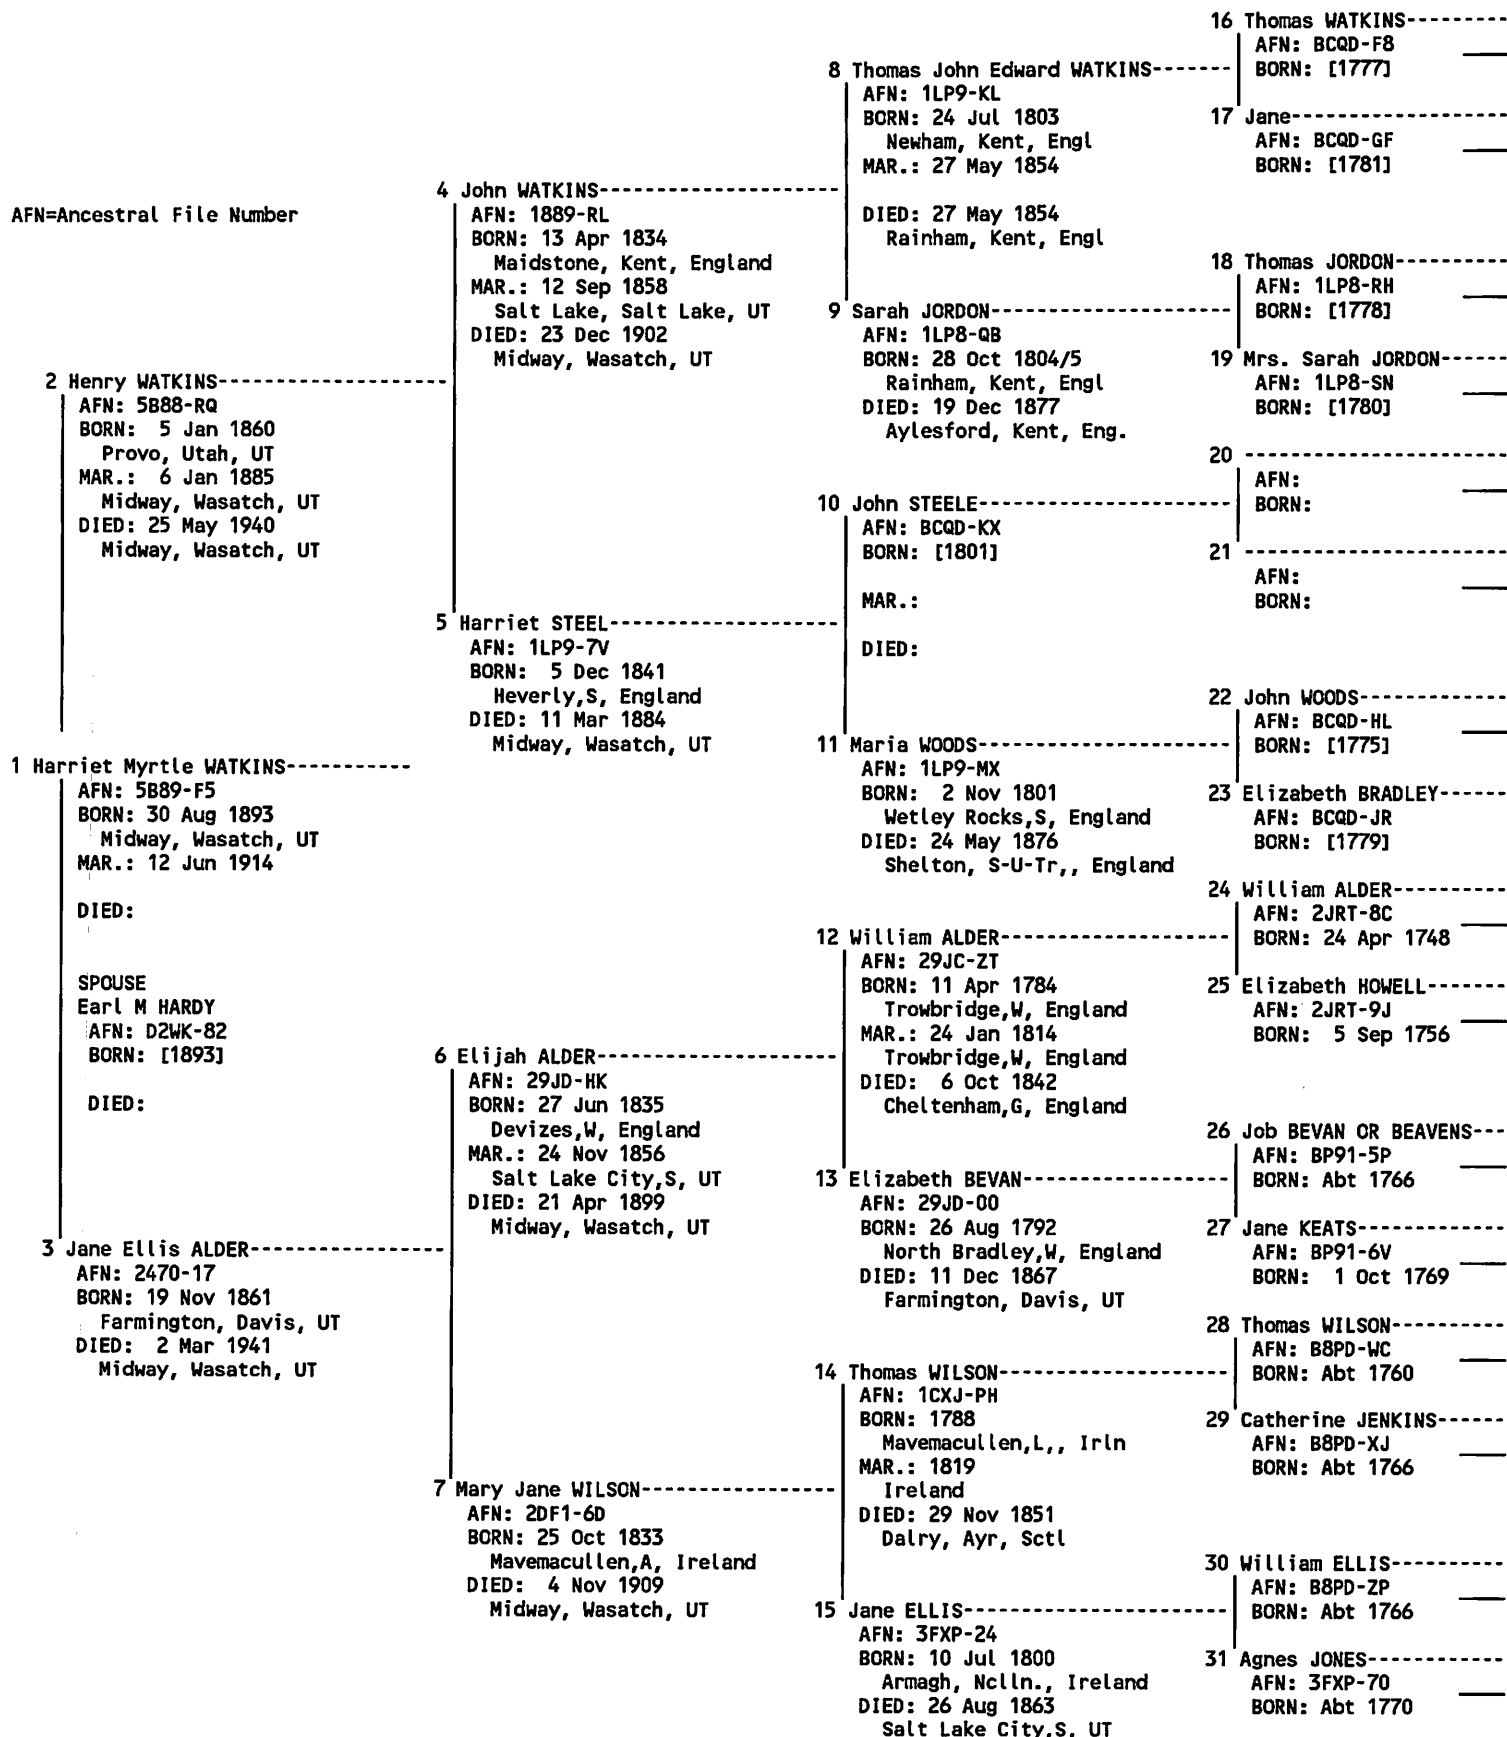 AFN=Ancestral File Number
1 Harriet Myrtle WATKINS----------
AFN: 5B89-F5
BORN: 30 Aug 1893
Midway, Wasatch, UT
MAR.: 12 Jun 1914
DIED:
SPOUSE
Earl M HARDY
AFN: D2WK-82
BORN: [1893]
DIED:
2 Henry WATKINS-------------------
AFN: 5B88-RQ
BORN: 5 Jan 1860
Provo, Utah, UT
MAR.: 6 Jan 1885
Midway, Wasatch, UT
DIED: 25 May 1940
Midway, Wasatch, UT
3 Jane Ellis ALDER----------------
AFN: 2470-17
BORN: 19 Nov 1861
Farmington, Davis, UT
DIED: 2 Mar 1941
Midway, Wasatch, UT
4 John WATKINS--------------------
AFN: 1889-RL
BORN: 13 Apr 1834
Maidstone, Kent, England
MAR.: 12 Sep 1858
Salt Lake, Salt Lake, UT
DIED: 23 Dec 1902
Midway, Wasatch, UT
5 Harriet STEEL-------------------
AFN: 1LP9-7V
BORN: 5 Dec 1841
Heverly,S, England
DIED: 11 Mar 1884
Midway, Wasatch, UT
6 Elijah ALDER--------------------
AFN: 29JD-HK
BORN: 27 Jun 1835
Devizes,W, England
MAR.: 24 Nov 1856
Salt Lake City,S, UT
DIED: 21 Apr 1899
Midway, Wasatch, UT
7 Mary Jane WILSON----------------
AFN: 2DF1-6D
BORN: 25 Oct 1833
Mavemacullen,A, Ireland
DIED: 4 Nov 1909
Midway, Wasatch, UT
8 Thomas John Edward WATKINS------
AFN: 1LP9-KL
BORN: 24 Jul 1803
Newham, Kent, Engl
MAR.: 27 May 1854
DIED: 27 May 1854
Rainham, Kent, Engl
9 Sarah JORDON--------------------
AFN: 1LP8-QB
BORN: 28 Oct 1804/5
Rainham, Kent, Engl
DIED: 19 Dec 1877
Aylesford, Kent, Eng.
10 John STEELE--------------------
AFN: BCQD-KX
BORN: [1801]
MAR.:
DIED:
11 Maria WOODS--------------------
AFN: 1LP9-MX
BORN: 2 Nov 1801
Wetley Rocks,S, England
DIED: 24 May 1876
Shelton, S-U-Tr,, England
12 William ALDER------------------
AFN: 29JC-ZT
BORN: 11 Apr 1784
Trowbridge,W, England
MAR.: 24 Jan 1814
Trowbridge,W, England
DIED: 6 Oct 1842
Cheltenham,G, England
13 Elizabeth BEVAN----------------
AFN: 29JD-00
BORN: 26 Aug 1792
North Bradley,W, England
DIED: 11 Dec 1867
Farmington, Davis, UT
14 Thomas WILSON------------------
AFN: 1CXJ-PH
BORN: 1788
Mavemacullen,L,, Irln
MAR.: 1819
Ireland
DIED: 29 Nov 1851
Dalry, Ayr, Sctl
15 Jane ELLIS---------------------
AFN: 3FXP-24
BORN: 10 Jul 1800
Armagh, Nclln., Ireland
DIED: 26 Aug 1863
Salt Lake City,S, UT
16 Thomas WATKINS---------
AFN: BCQD-F8
BORN: [1777]
17 Jane-------------------
AFN: BCQD-GF
BORN: [1781]
18 Thomas JORDON----------
AFN: 1LP8-RH
BORN: [1778]
19 Mrs. Sarah JORDON------
AFN: 1LP8-SN
BORN: [1780]
20 -----------------------
AFN:
BORN:
21 -----------------------
AFN:
BORN:
22 John WOODS-------------
AFN: BCQD-HL
BORN: [1775]
23 Elizabeth BRADLEY------
AFN: BCQD-JR
BORN: [1779]
24 William ALDER----------
AFN: 2JRT-8C
BORN: 24 Apr 1748
25 Elizabeth HOWELL-------
AFN: 2JRT-9J
BORN: 5 Sep 1756
26 Job BEVAN OR BEAVENS---
AFN: BP91-5P
BORN: Abt 1766
27 Jane KEATS-------------
AFN: BP91-6V
BORN: 1 Oct 1769
28 Thomas WILSON----------
AFN: B8PD-WC
BORN: Abt 1760
29 Catherine JENKINS------
AFN: B8PD-XJ
BORN: Abt 1766
30 William ELLIS----------
AFN: B8PD-ZP
BORN: Abt 1766
31 Agnes JONES------------
AFN: 3FXP-70
BORN: Abt 1770